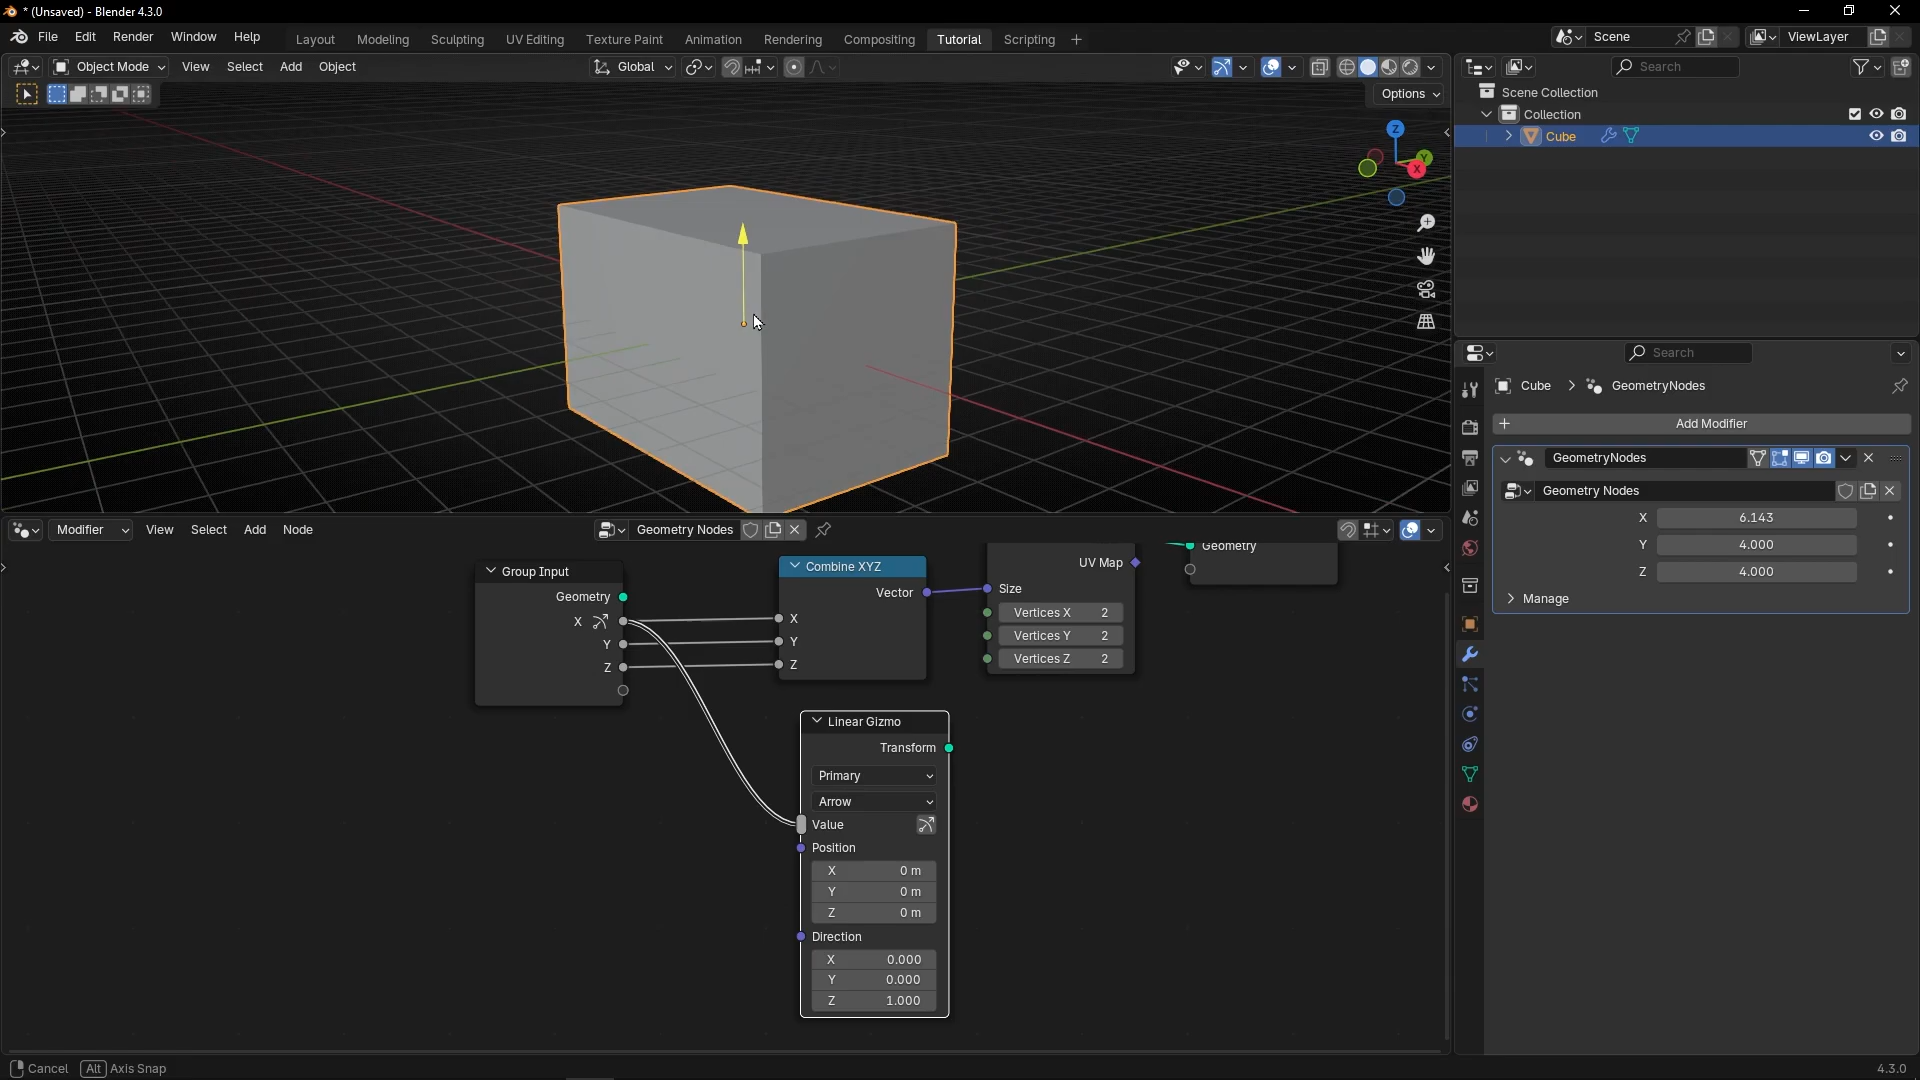 * (Unsaved) - Blender 4.3.0
File Edit Render Window Help
Layout Modeling Sculpting UV Editing Texture Paint Animation Rendering Compositing Tutorial Scripting +
Scene
ViewLayer
Object Mode View Select Add Object
Global
Options
Z
Y
X
Search
Scene Collection
Collection
Cube
Search
Cube > GeometryNodes
+ Add Modifier
GeometryNodes
Geometry Nodes
X 6.143
Y 4.000
Z 4.000
Manage
Modifier View Select Add Node
Geometry Nodes
Group Input
Geometry
X
Y
Z
Combine XYZ
Vector
X
Y
Z
UV Map
Size
Vertices X 2
Vertices Y 2
Vertices Z 2
Geometry
Linear Gizmo
Transform
Primary
Arrow
Value
Position
X 0 m
Y 0 m
Z 0 m
Direction
X 0.000
Y 0.000
Z 1.000
Cancel Alt Axis Snap
4.3.0